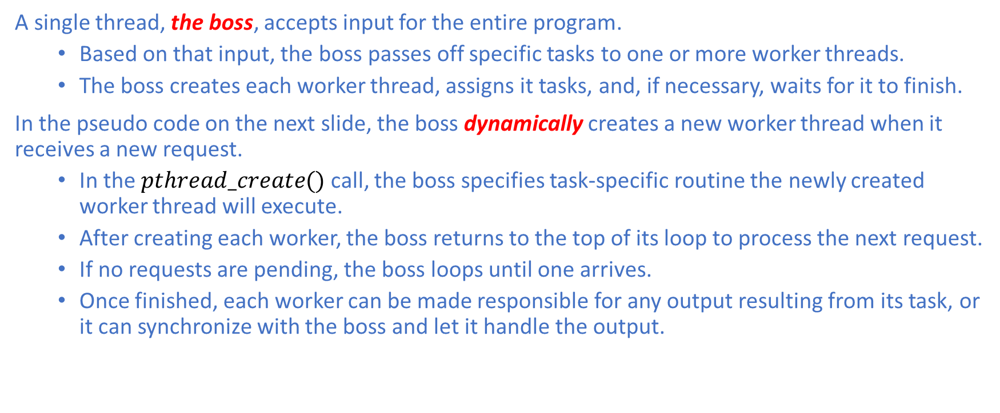 A single thread, the boss, accepts input for the entire program.
• Based on that input, the boss passes off specific tasks to one or more worker threads.
• The boss creates each worker thread, assigns it tasks, and, if necessary, waits for it to finish.
In the pseudo code on the next slide, the boss dynamically creates a new worker thread when it
receives a new request.
• In the pthread_create() call, the boss specifies task-specific routine the newly created
worker thread will execute.
• After creating each worker, the boss returns to the top of its loop to process the next request.
• If no requests are pending, the boss loops until one arrives.
• Once finished, each worker can be made responsible for any output resulting from its task, or
it can synchronize with the boss and let it handle the output.